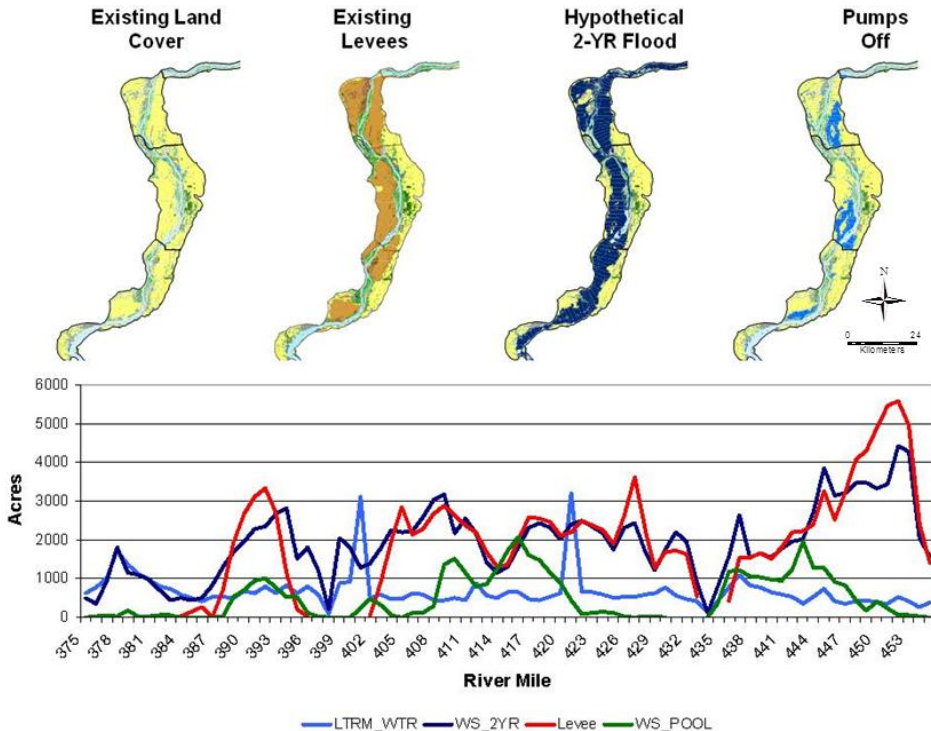 Existing Land
Cover
Existing
Levees
Hypothetical
2-YR Flood
Pumps
Off
N
0 24
Kilometers
6000
5000
4000
3000
2000
1000
0
Acres
375 378 381 384 387 390 393 396 399 402 405 408 411 414 417 420 423 426 429 432 435 438 441 444 447 450 453
River Mile
LTRM_WTR WS_2YR Levee WS_POOL